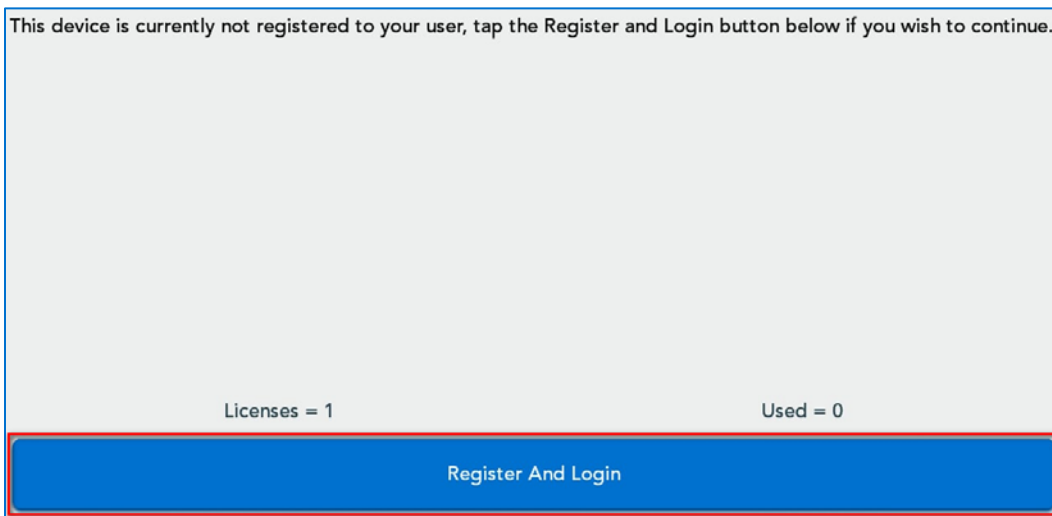 This device is currently not registered to your user, tap the Register and Login button below if you wish to continue.
Licenses = 1
Used = 0
Register And Login